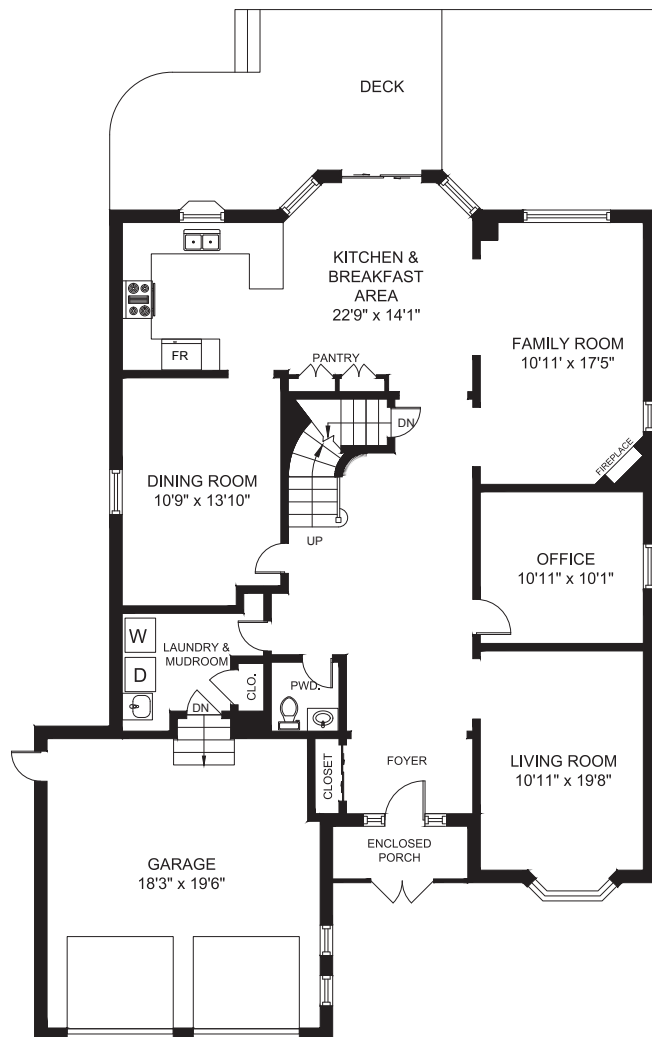 DECK
KITCHEN &
BREAKFAST
AREA
22'9" x 14'1"
FR
PANTRY
FAMILY ROOM
10'11' x 17'5"
DN
FIREPLACE
DINING ROOM
10'9" x 13'10"
UP
OFFICE
10'11" x 10'1"
W
LAUNDRY &
MUDROOM
D
CLO.
PWD.
DN
CLOSET
FOYER
LIVING ROOM
10'11" x 19'8"
ENCLOSED
PORCH
GARAGE
18'3" x 19'6"